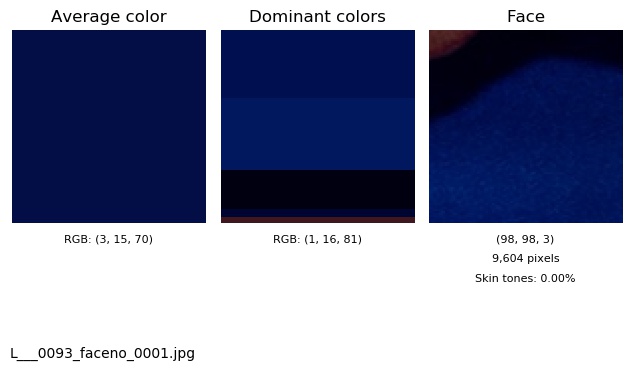 Average color
Dominant colors
Face
RGB: (3, 15, 70)
RGB: (1, 16, 81)
(98, 98, 3)
9,604 pixels
Skin tones: 0.00%
L___0093_faceno_0001.jpg